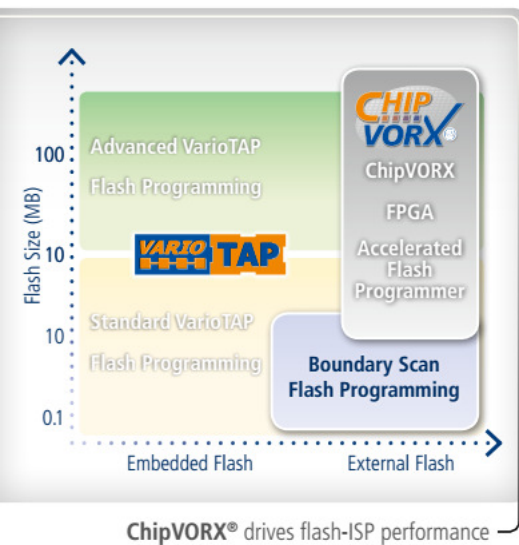 CHIP
VORX
ChipVORX
FPGA
Accelerated
Flash
Programmer
Advanced VarioTAP
Flash Programming
VARIO TAP
Standard VarioTAP
Flash Programming
Boundary Scan
Flash Programming
Flash Size (MB)
100
10
10
0.1
Embedded Flash
External Flash
ChipVORX® drives flash-ISP performance